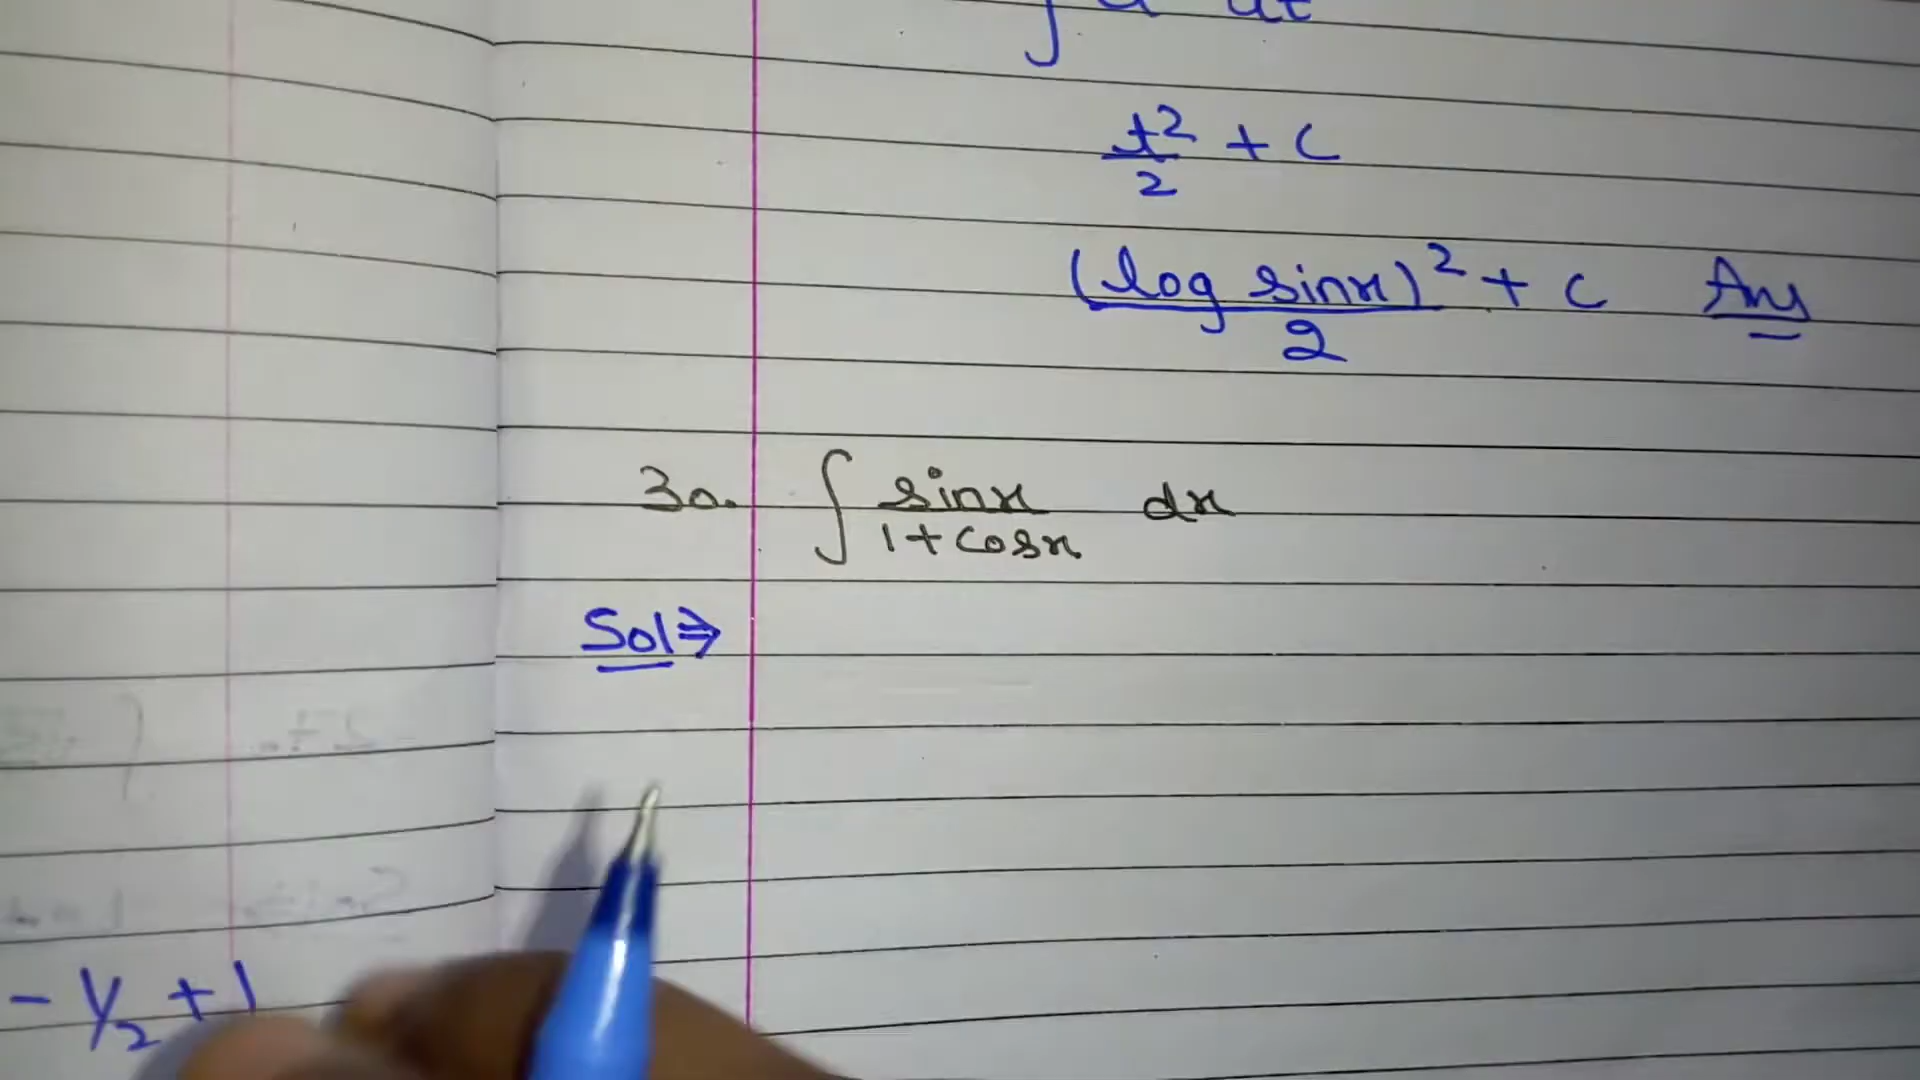 t²/2 + c
(log sinx)²/2 + c Ans
30. ∫ sinx/1+cosx dx
Sol⇒
- 1/2 + 1